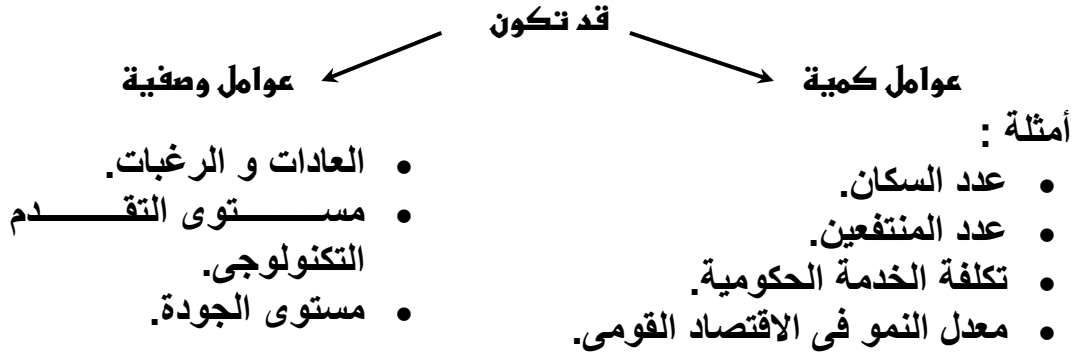 قد تكون
عوامل كمية
أمثلة :
• عدد السكان.
• عدد المنتفعين.
• تكلفة الخدمة الحكومية.
• معدل النمو فى الاقتصاد القومى.
عوامل وصفية
• العادات و الرغبات.
• مستوى التقدم
التكنولوجى.
• مستوى الجودة.